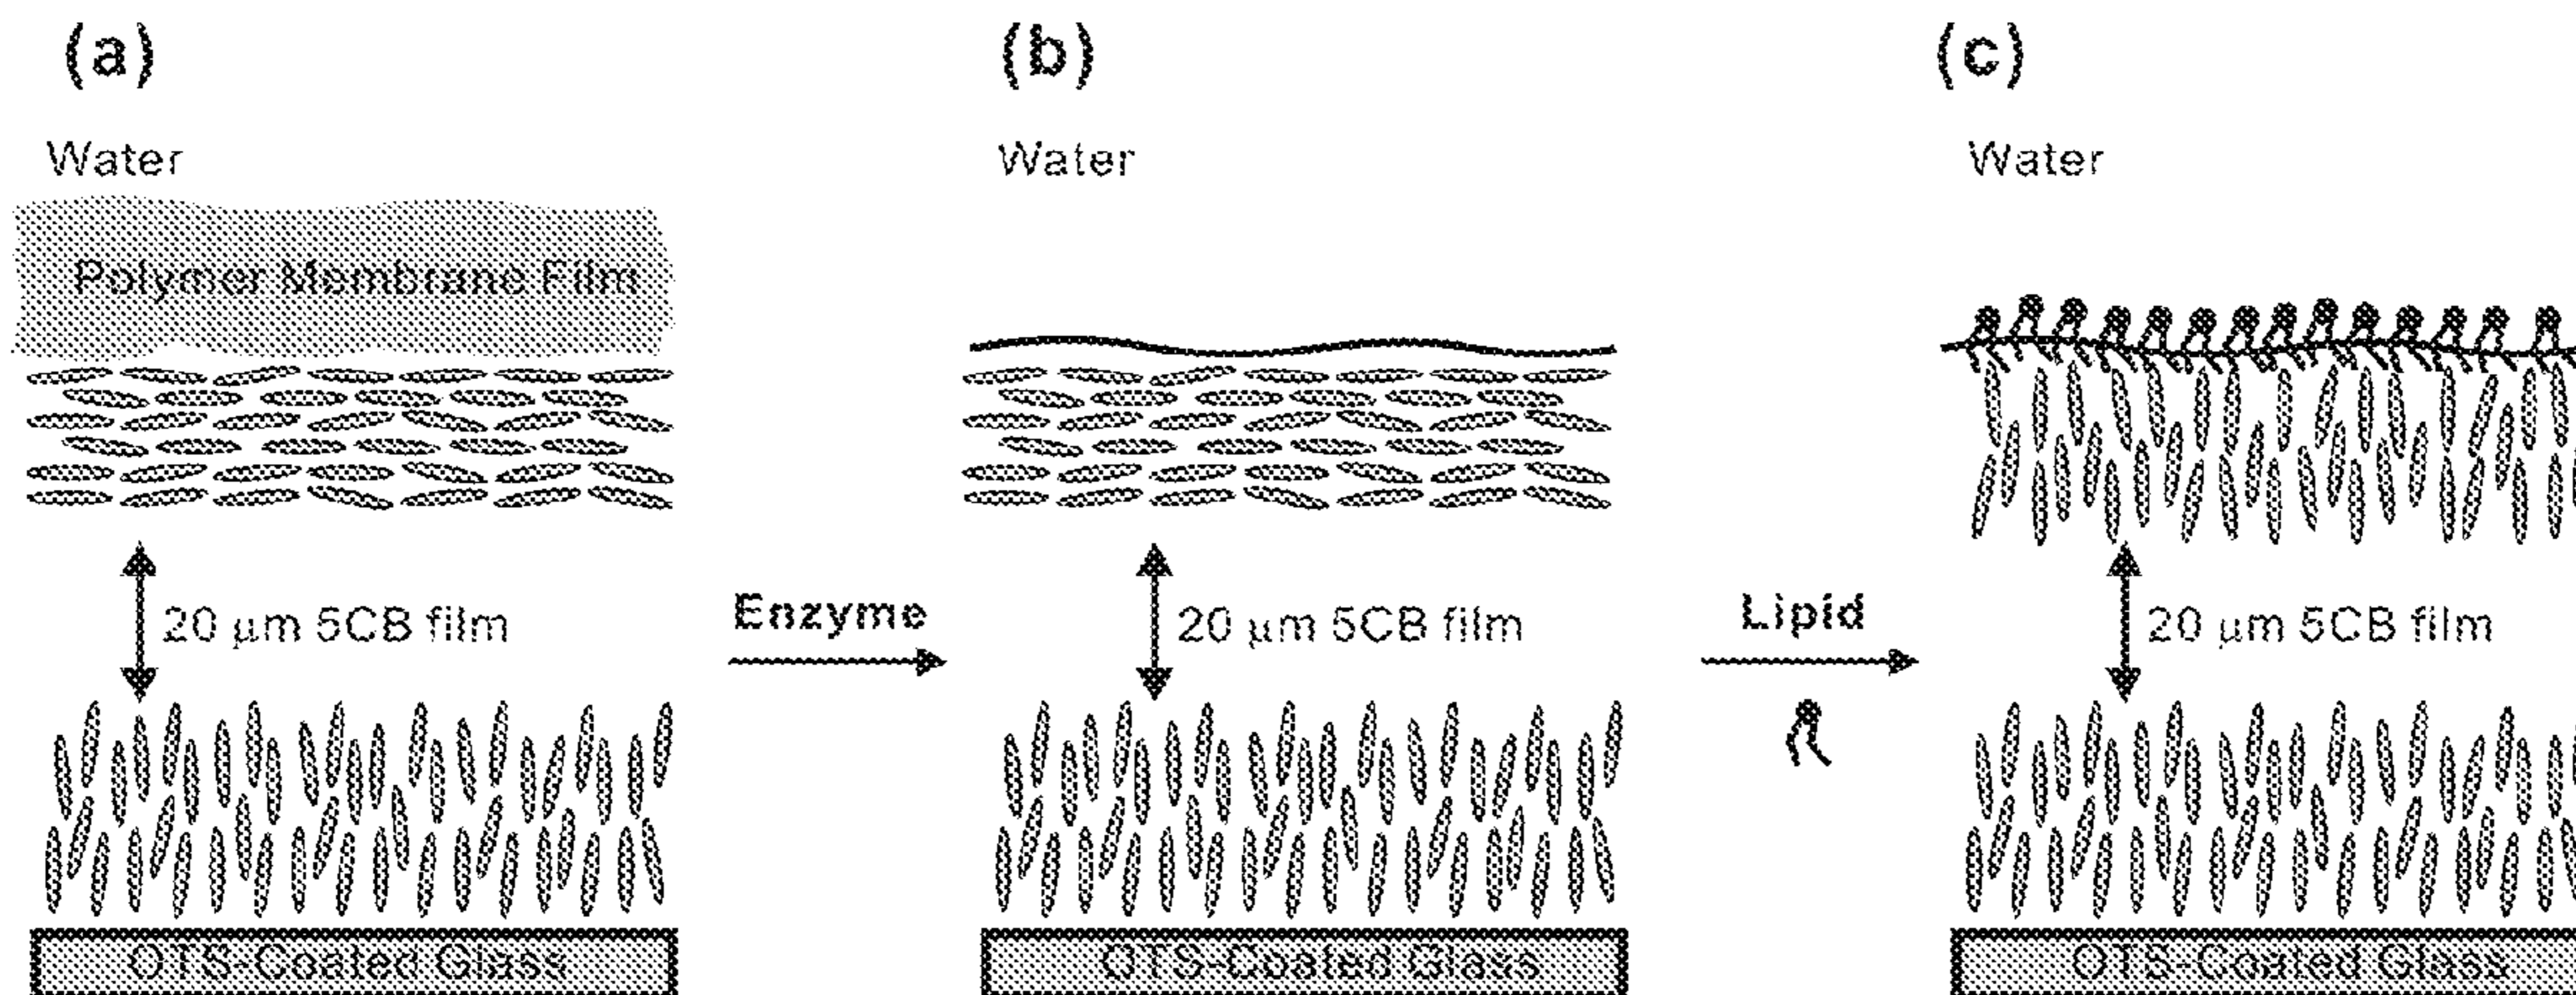 (a)
(b)
(c)
Water
Water
Water
Polymer Membrane Film
20 μm 5CB film
Enzyme
20 μm 5CB film
Lipid
20 μm 5CB film
OTS-Coated Glass
OTS-Coated Glass
OTS-Coated Glass